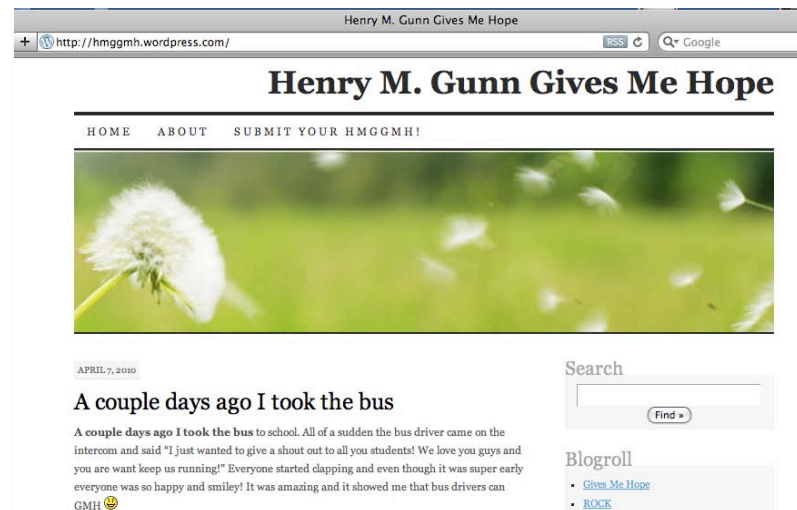 Henry M. Gunn Gives Me Hope
+ http://hmggmh.wordpress.com/ RSS Google
Henry M. Gunn Gives Me Hope
HOME ABOUT SUBMIT YOUR HMGGMH!
APRIL 7, 2010
A couple days ago I took the bus
A couple days ago I took the bus to school. All of a sudden the bus driver came on the
intercom and said "I just wanted to give a shout out to all you students! We love you guys and
you are want keep us running!" Everyone started clapping and even though it was super early
everyone was so happy and smiley! It was amazing and it showed me that bus drivers can
GMH
Search
Find »
Blogroll
Gives Me Hope
ROCK